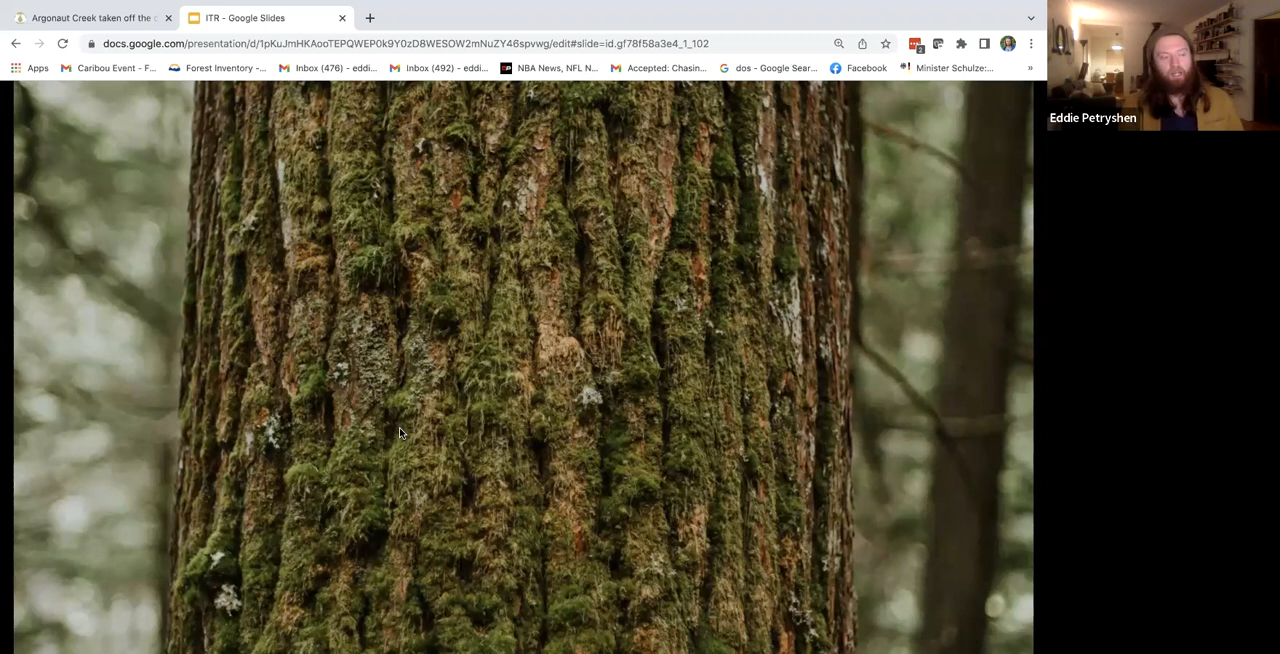 Argonaut Creek taken off the c
ITR - Google Slides
docs.google.com/presentation/d/1pKuJmHKAooTEPQWEP0k9Y0zD8WESOW2mNuZY46spvwg/edit#slide=id.gf78f58a3e4_1_102
2
Apps
Caribou Event - F...
Forest Inventory -...
Inbox (476) - eddi...
Inbox (492) - eddi...
NBA News, NFL N...
Accepted: Chasin...
dos - Google Sear...
Facebook
Minister Schulze:...
»
Eddie Petryshen